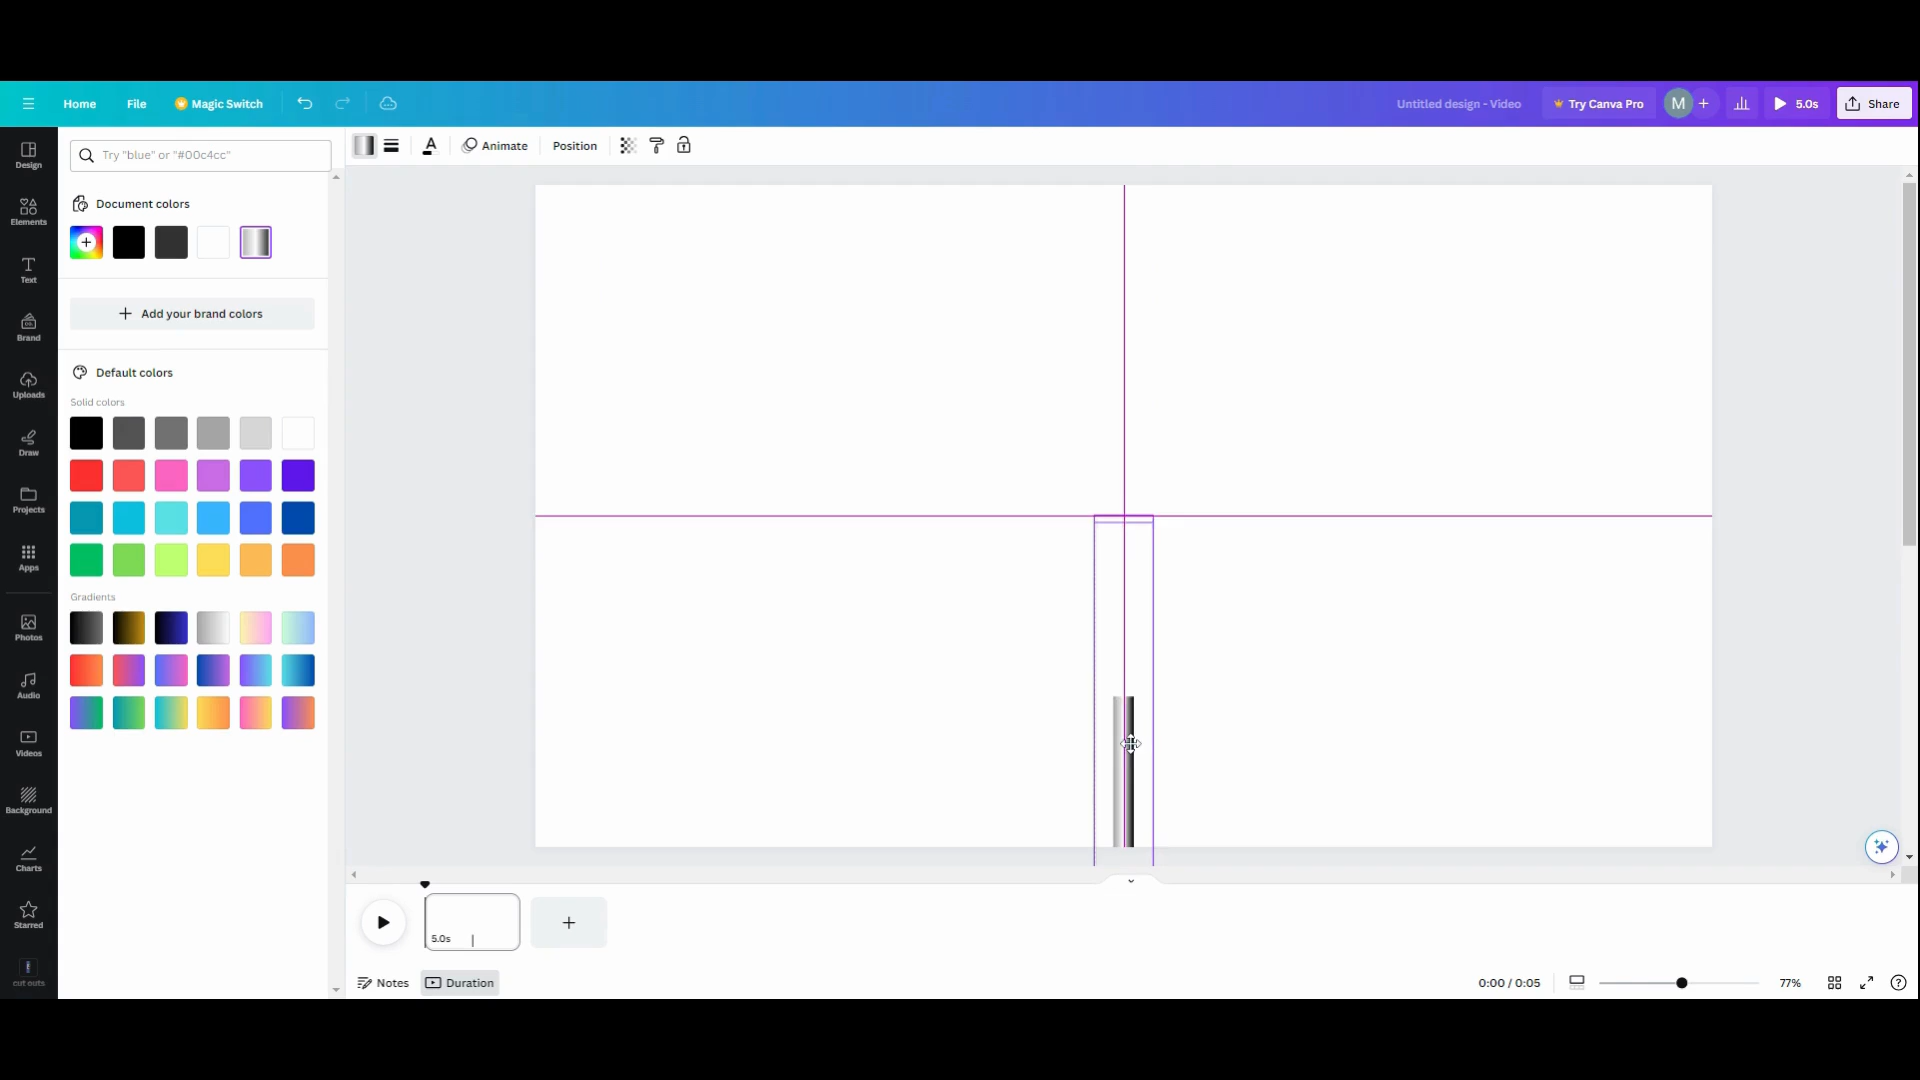 Home File Magic Switch Untitled design - Video Try Canva Pro M + 5.0s Share
Design
Elements
Text
Brand
Uploads
Draw
Projects
Apps
Photos
Audio
Videos
Background
Charts
Starred
cut outs
Try "blue" or "#00c4cc"
Document colors
Add your brand colors
Default colors
Solid colors
Gradients
Animate Position
5.0s
Notes Duration 0:00 / 0:05 77%